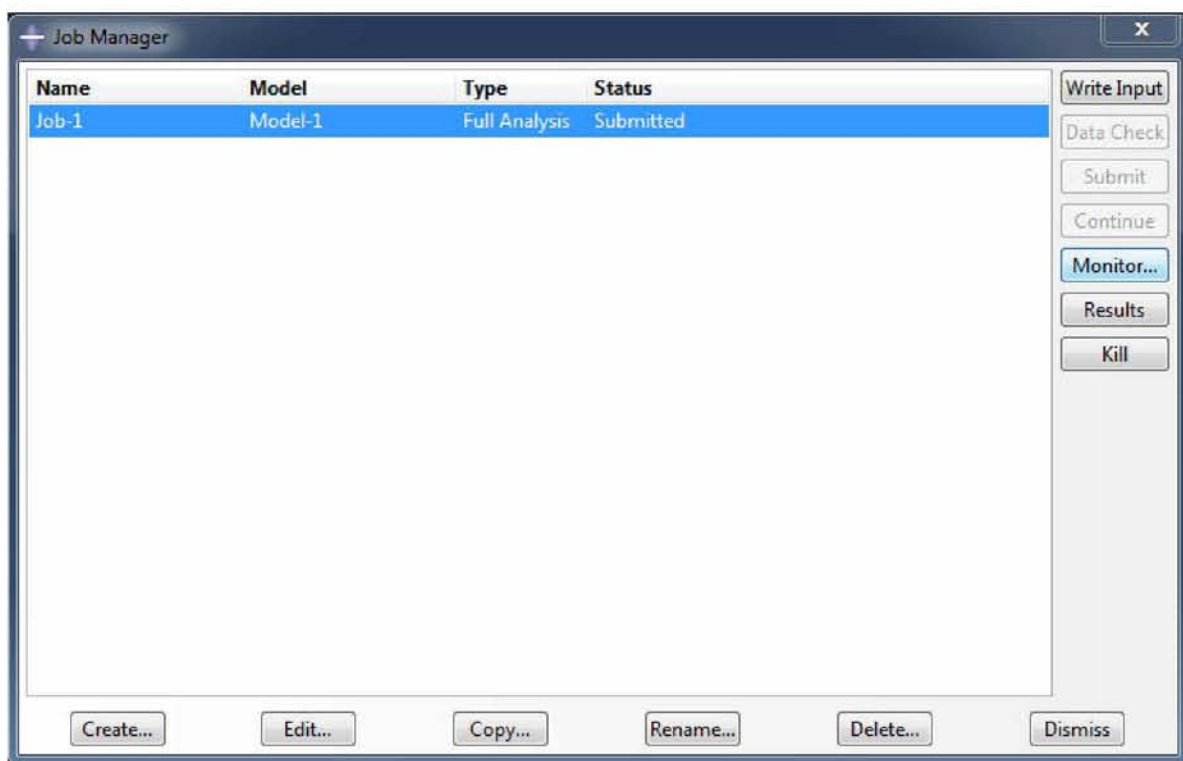 Job Manager
x
Name Model Type Status
Job-1 Model-1 Full Analysis Submitted
Write Input
Data Check
Submit
Continue
Monitor...
Results
Kill
Create... Edit... Copy... Rename... Delete... Dismiss